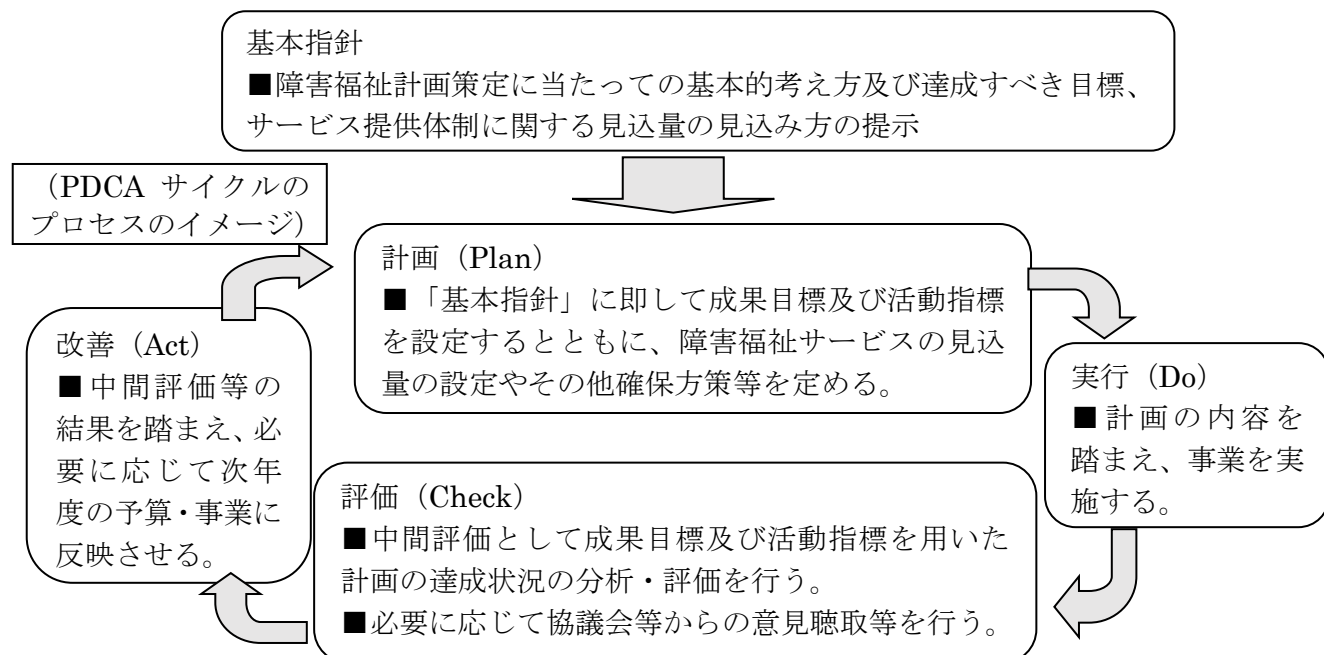 基本指針
■障害福祉計画策定に当たっての基本的考え方及び達成すべき目標、
サービス提供体制に関する見込量の見込み方の提示
（PDCA サイクルの
プロセスのイメージ）
計画（Plan）
■「基本指針」に即して成果目標及び活動指標
を設定するとともに、障害福祉サービスの見込
量の設定やその他確保方策等を定める。
実行（Do）
■計画の内容を
踏まえ、事業を実
施する。
評価（Check）
■中間評価として成果目標及び活動指標を用いた
計画の達成状況の分析・評価を行う。
■必要に応じて協議会等からの意見聴取等を行う。
改善（Act）
■中間評価等の
結果を踏まえ、必
要に応じて次年
度の予算・事業に
反映させる。